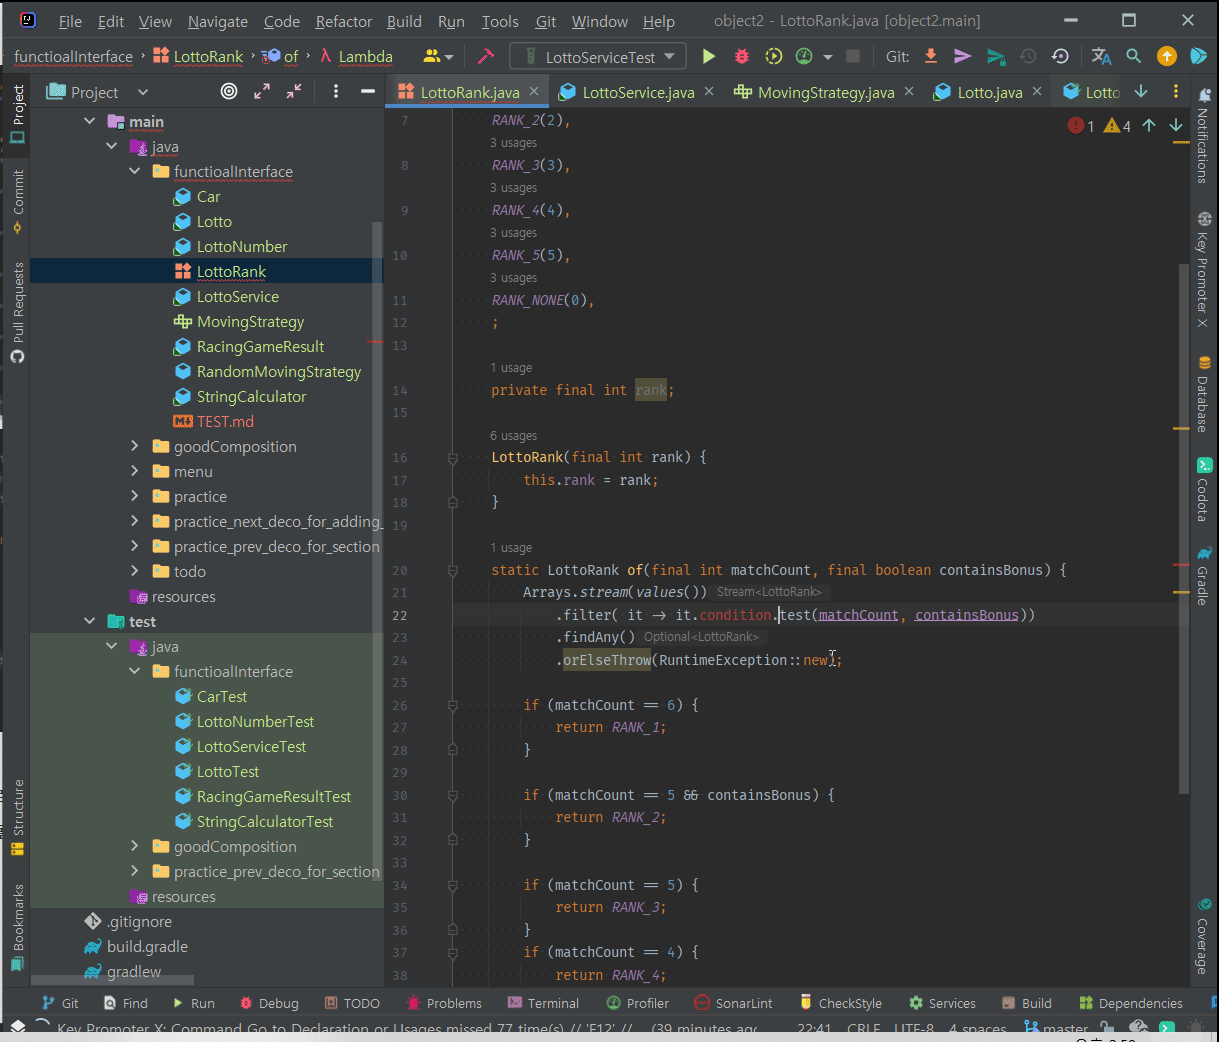 File Edit View Navigate Code Refactor Build Run Tools Git Window Help object2 - LottoRank.java [object2.main]
functioallnterface LottoRank of λ Lambda LottoServiceTest Git:
Project LottoRank.java LottoService.java MovingStrategy.java Lotto.java Lotto
Project
Commit
Pull Requests
Structure
Bookmarks
main
java
functioalInterface
Car
Lotto
LottoNumber
LottoRank
LottoService
MovingStrategy
RacingGameResult
RandomMovingStrategy
StringCalculator
TEST.md
goodComposition
menu
practice
practice_next_deco_for_adding_
practice_prev_deco_for_section
todo
resources
test
java
functioalInterface
CarTest
LottoNumberTest
LottoServiceTest
LottoTest
RacingGameResultTest
StringCalculatorTest
goodComposition
practice_prev_deco_for_section
resources
.gitignore
build.gradle
gradlew
1 4
7 RANK_2(2),
3 usages
8 RANK_3(3),
3 usages
9 RANK_4(4),
3 usages
10 RANK_5(5),
3 usages
11 RANK_NONE(0),
12 ;
13
1 usage
14 private final int rank;
15
6 usages
16 LottoRank(final int rank) {
17 this.rank = rank;
18 }
19
1 usage
20 static LottoRank of(final int matchCount, final boolean containsBonus) {
21 Arrays.stream(values()) Stream<LottoRank>
22 .filter( it -> it.condition.test(matchCount, containsBonus))
23 .findAny() Optional<LottoRank>
24 .orElseThrow(RuntimeException::new);
25
26 if (matchCount == 6) {
27 return RANK_1;
28 }
29
30 if (matchCount == 5 && containsBonus) {
31 return RANK_2;
32 }
33
34 if (matchCount == 5) {
35 return RANK_3;
36 }
37 if (matchCount == 4) {
38 return RANK_4;
Notifications
Key Promoter X
Database
Codota
Gradle
Coverage
Git Find Run Debug TODO Problems Terminal Profiler SonarLint CheckStyle Services Build Dependencies
Key Promoter X: Command Go to Declaration or Usages missed 77 time(s) // 'F12' // (39 minutes ago 22:41 CRLF UTF-8 4 spaces master